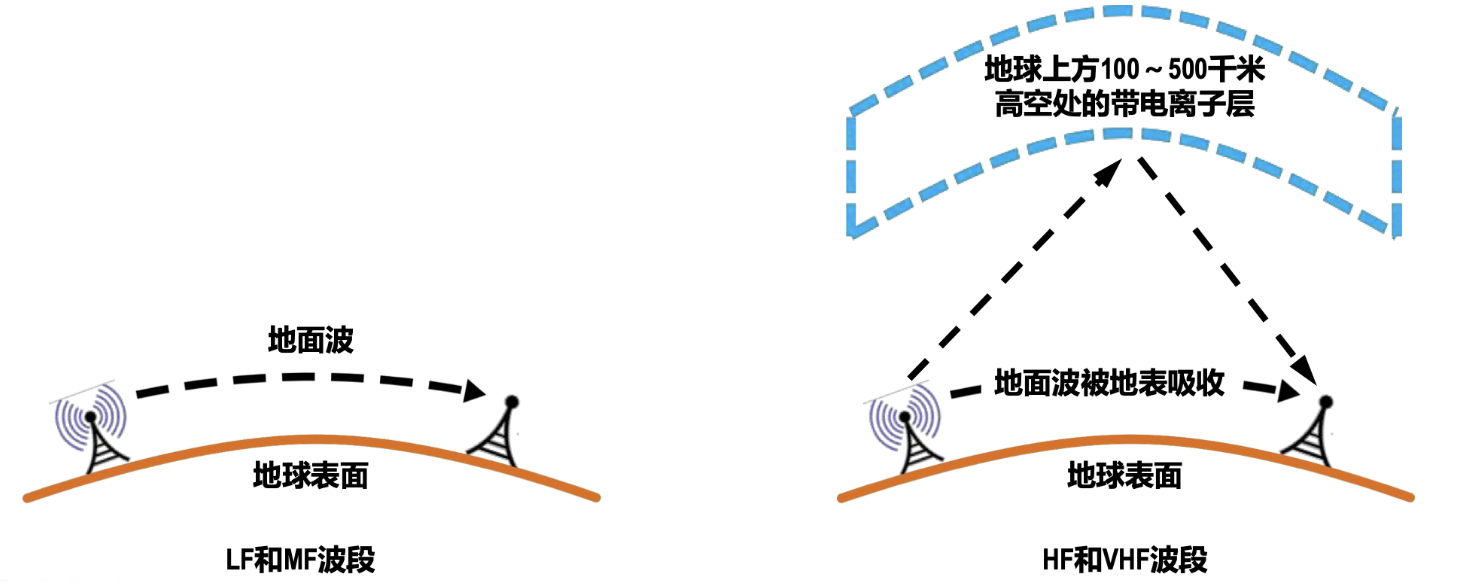 地面波
地球表面
LF和MF波段
地球上方100～500千米
高空处的带电离子层
地面波被地表吸收
地球表面
HF和VHF波段